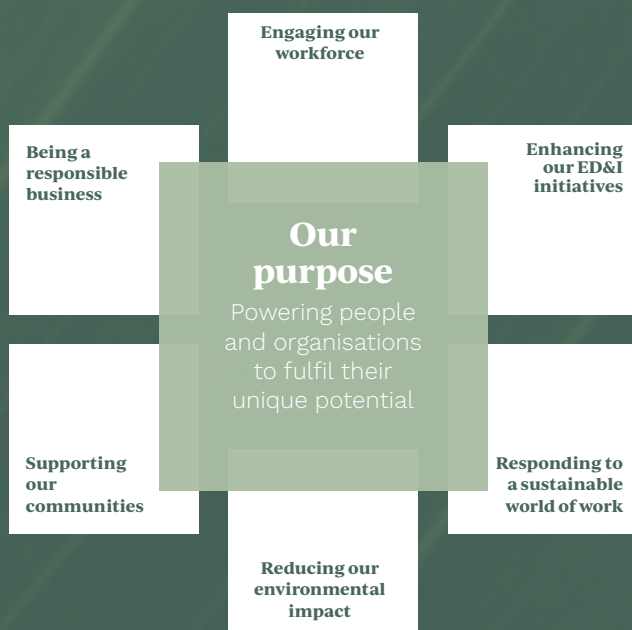 Engaging our
workforce
Being a
responsible
business
Enhancing
our ED&I
initiatives
Our
purpose
Powering people
and organisations
to fulfil their
unique potential
Supporting
our
communities
Responding to
a sustainable
world of work
Reducing our
environmental
impact